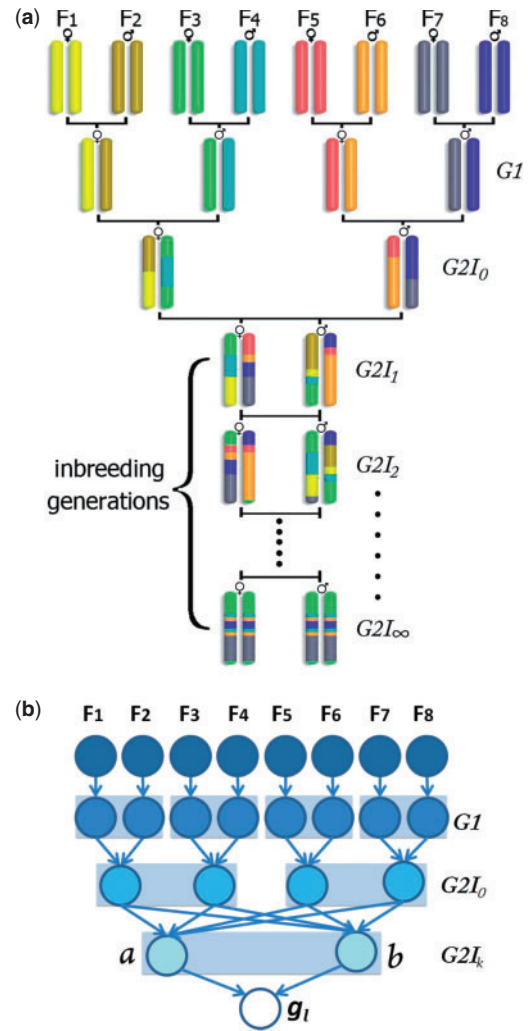 (a)
F1 F2 F3 F4 F5 F6 F7 F8
♀ ♂ ♀ ♂ ♀ ♂ ♀ ♂
♀ ♂ ♀ ♂
G1
♀ ♂
G2I0
♀ ♂
G2I1
♀ ♂
G2I2
inbreeding
generations
♀ ♂
G2I∞
(b)
F1 F2 F3 F4 F5 F6 F7 F8
G1
G2I0
a b G2Ik
gl